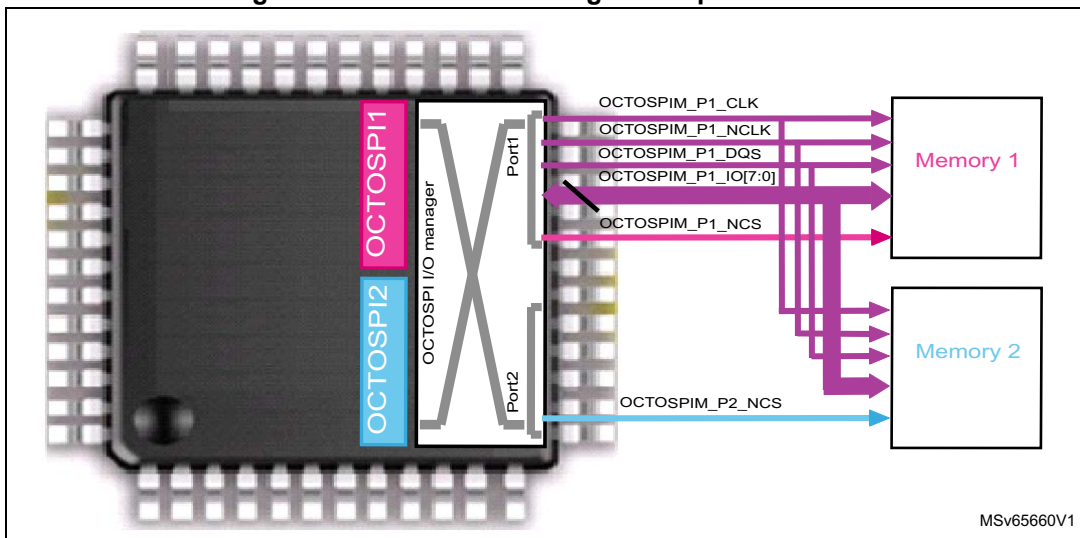 OCTOSPI1
OCTOSPI2
OCTOSPI I/O manager
Port1
Port2
OCTOSPIM_P1_CLK
OCTOSPIM_P1_NCLK
OCTOSPIM_P1_DQS
OCTOSPIM_P1_IO[7:0]
OCTOSPIM_P1_NCS
OCTOSPIM_P2_NCS
Memory 1
Memory 2
MSv65660V1